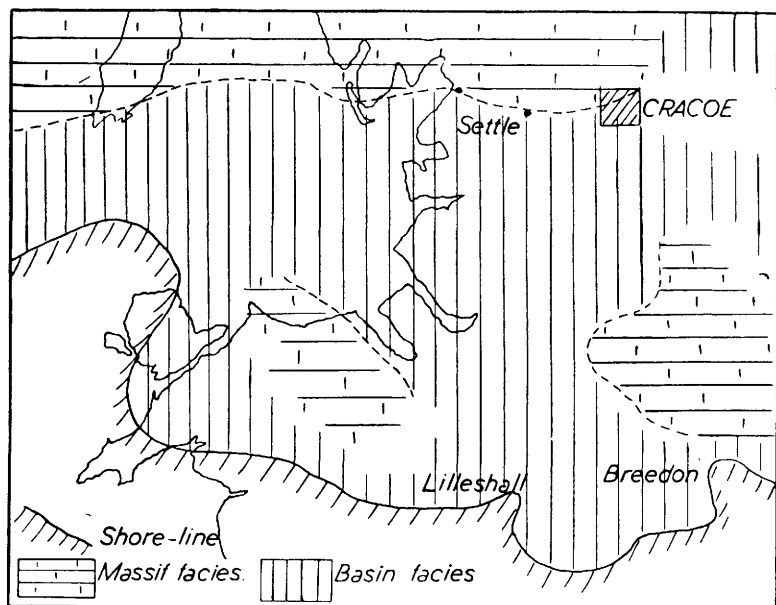 CRACOE
Settle
Lilleshall
Breedon
Shore-line
Massif facies.
Basin facies